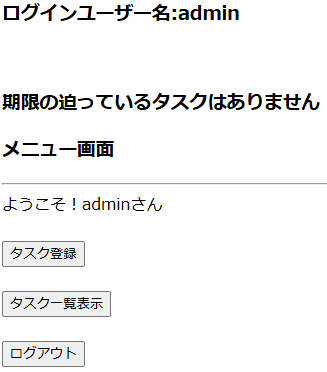 ログインユーザー名:admin
期限の迫っているタスクはありません
メニュー画面
ようこそ！adminさん
タスク登録
タスク一覧表示
ログアウト